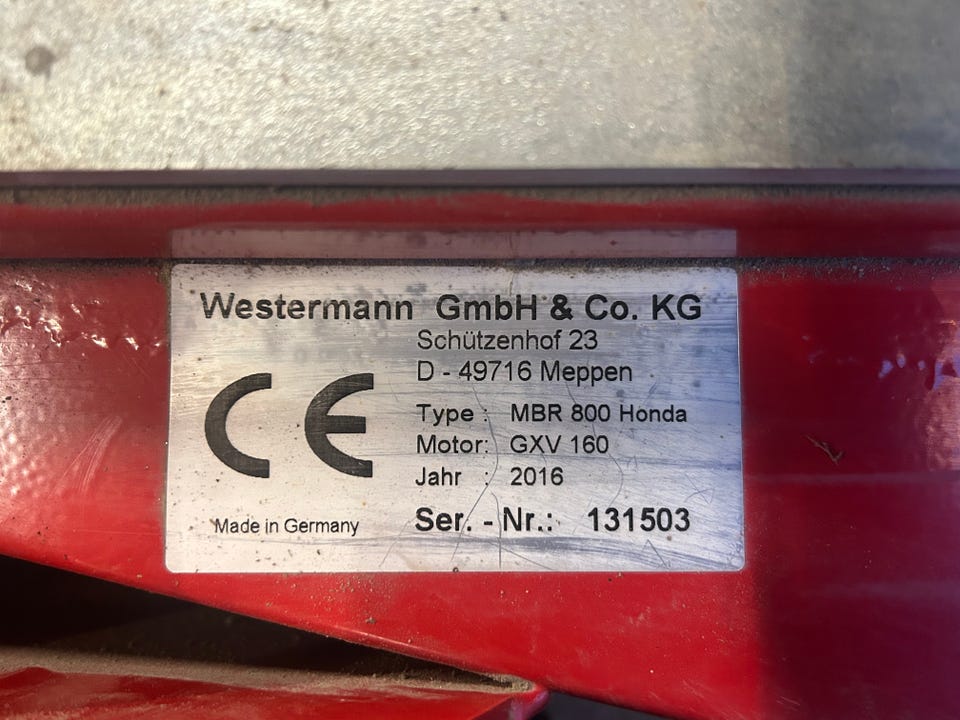 Westermann GmbH & Co. KG
Schützenhof 23
D - 49716 Meppen
CE
Type : MBR 800 Honda
Motor: GXV 160
Jahr : 2016
Made in Germany
Ser. - Nr.: 131503